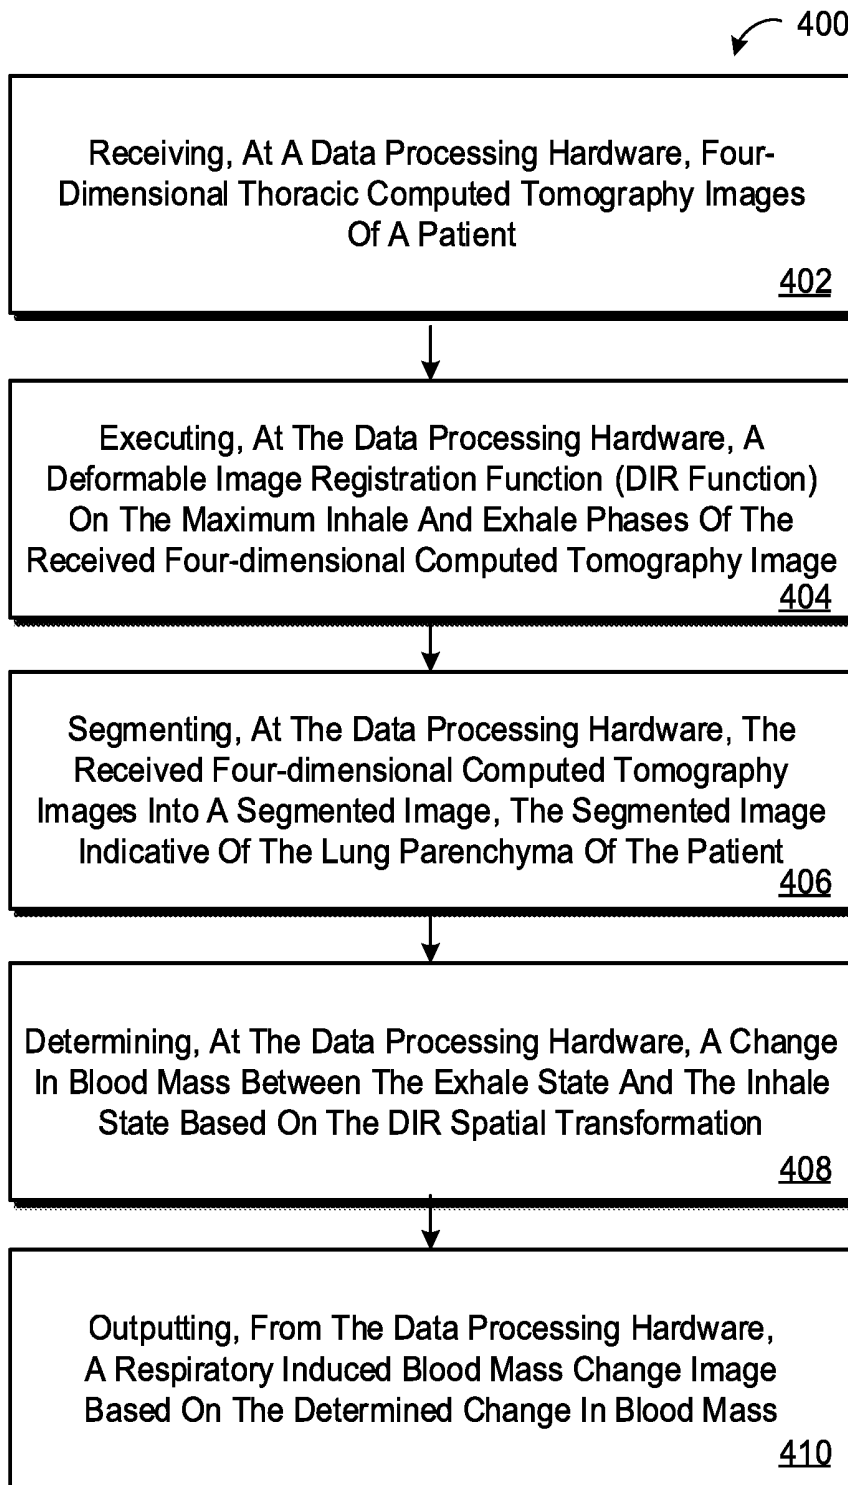 400
Receiving, At A Data Processing Hardware, Four-
Dimensional Thoracic Computed Tomography Images
Of A Patient
402
Executing, At The Data Processing Hardware, A
Deformable Image Registration Function (DIR Function)
On The Maximum Inhale And Exhale Phases Of The
Received Four-dimensional Computed Tomography Image
404
Segmenting, At The Data Processing Hardware, The
Received Four-dimensional Computed Tomography
Images Into A Segmented Image, The Segmented Image
Indicative Of The Lung Parenchyma Of The Patient
406
Determining, At The Data Processing Hardware, A Change
In Blood Mass Between The Exhale State And The Inhale
State Based On The DIR Spatial Transformation
408
Outputting, From The Data Processing Hardware,
A Respiratory Induced Blood Mass Change Image
Based On The Determined Change In Blood Mass
410